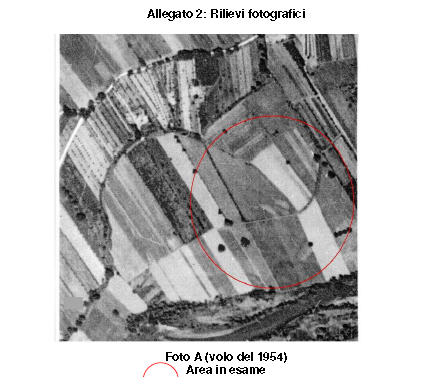 Allegato 2: Rilievi fotografici
Foto A (volo del 1954)
Area in esame